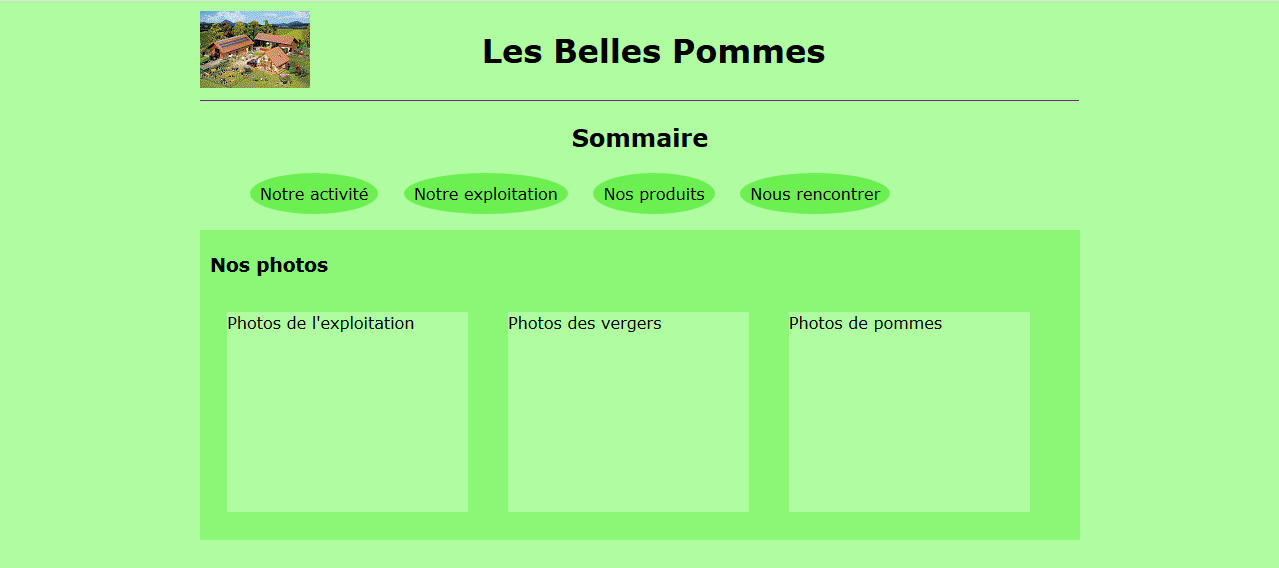 Les Belles Pommes
Sommaire
Notre activité
Notre exploitation
Nos produits
Nous rencontrer
Nos photos
Photos de l'exploitation
Photos des vergers
Photos de pommes